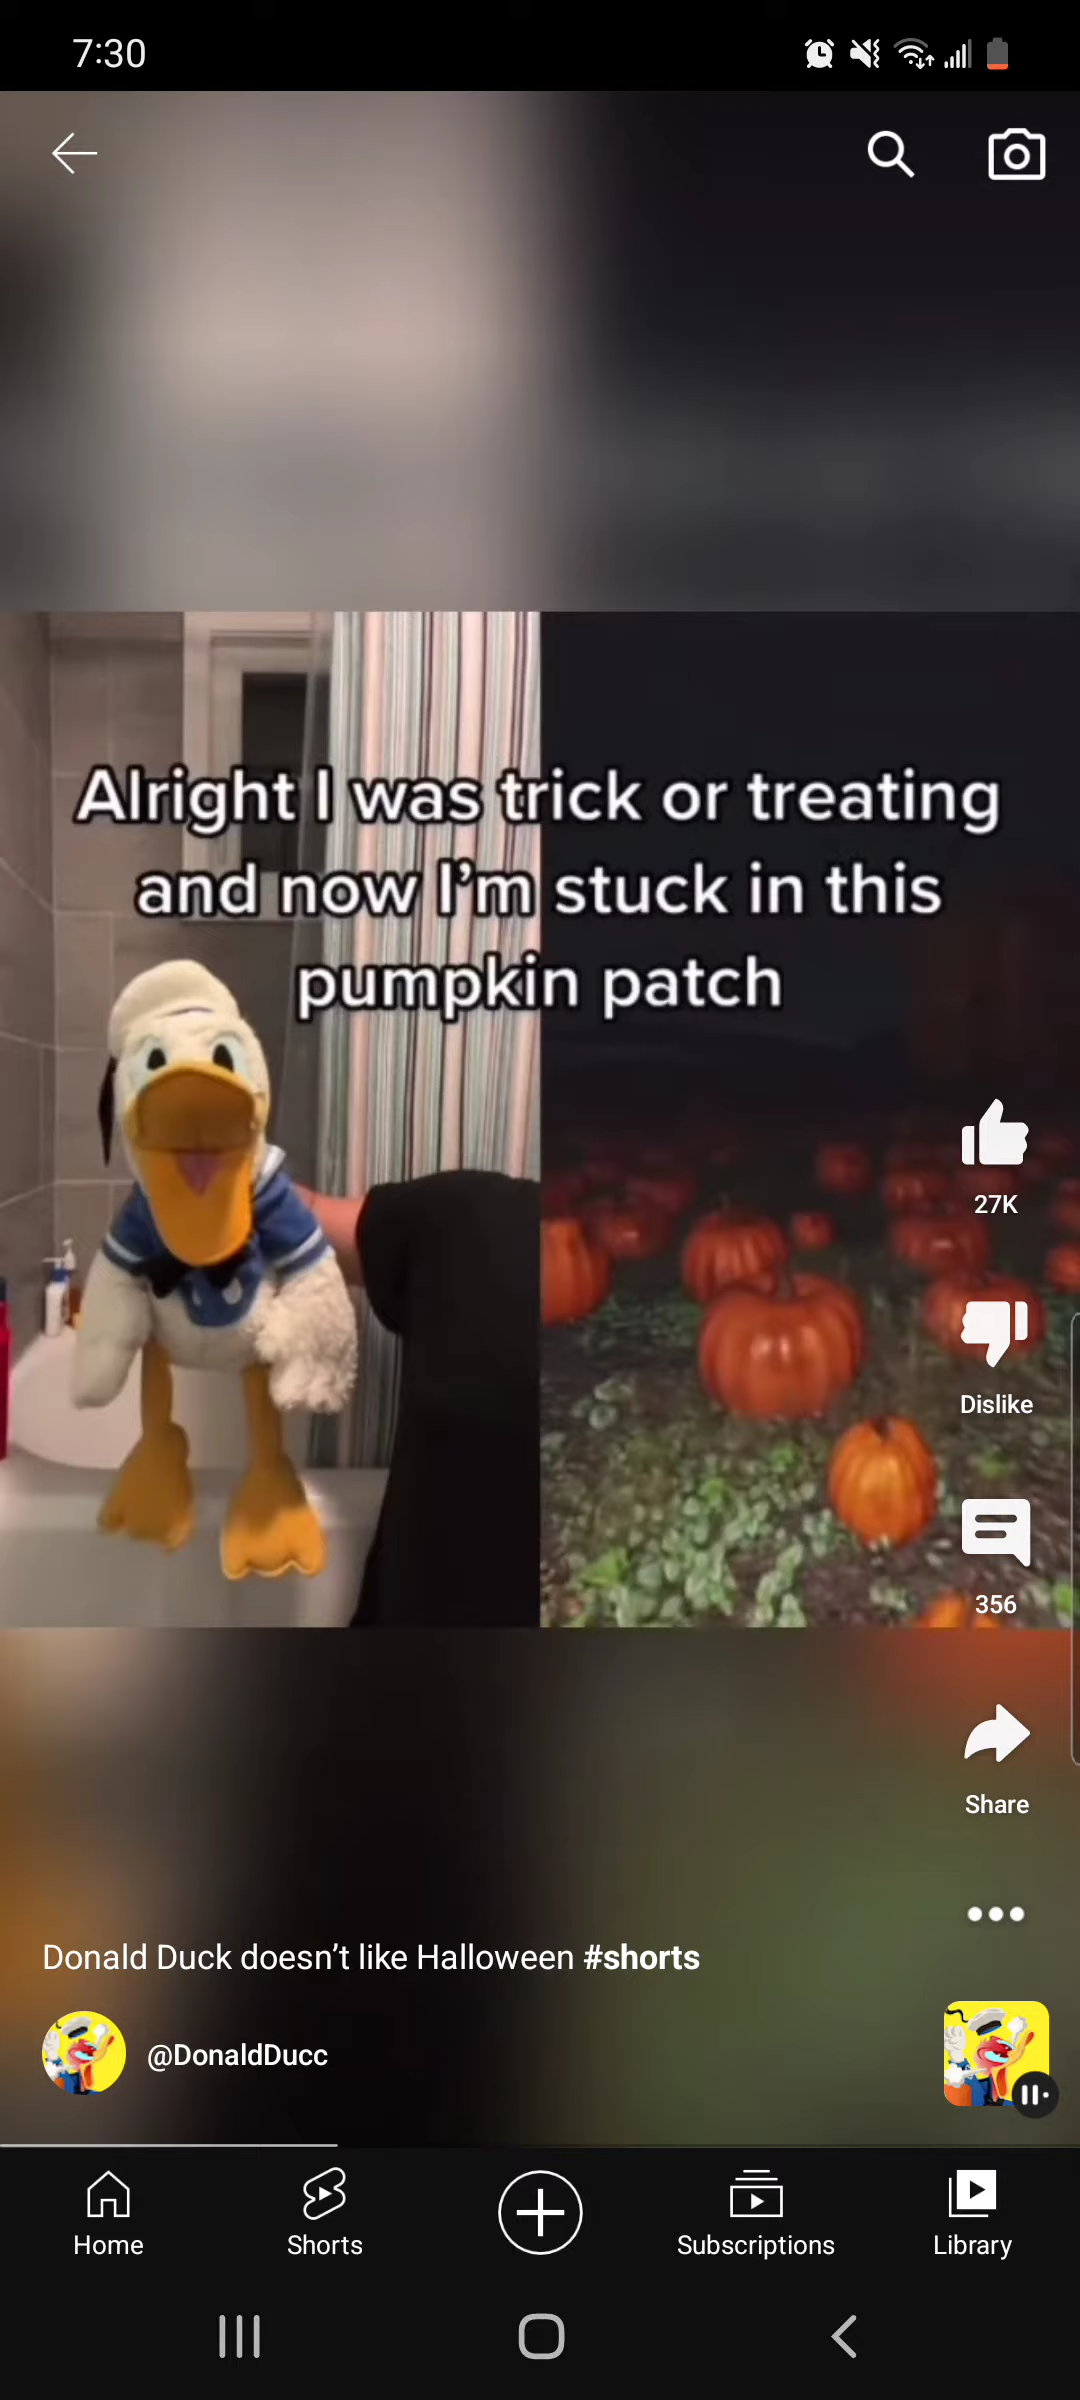 7:30
Alright I was trick or treating
and now I'm stuck in this
pumpkin patch
27K
Dislike
356
Share
Donald Duck doesn't like Halloween #shorts
@DonaldDucc
Home
Shorts
Subscriptions
Library